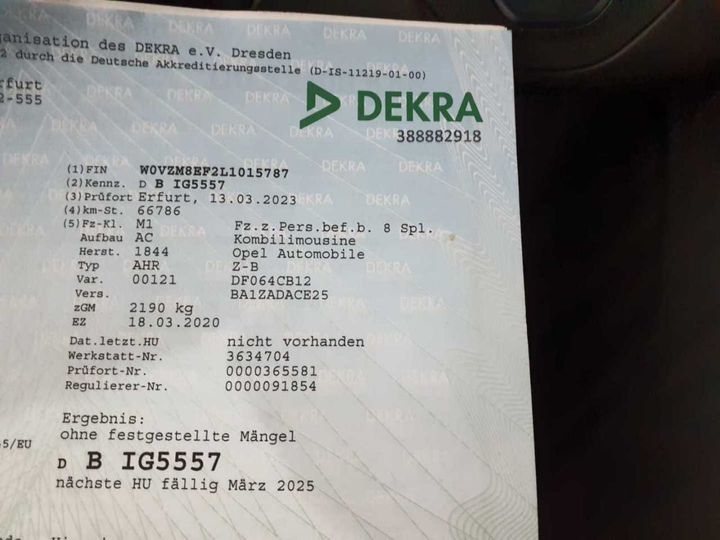 ganisation des DEKRA e.V. Dresden
2 durch die Deutsche Akkreditierungsstelle (D-IS-11219-01-00)
rfurt
2-555
DEKRA
388882918
(1) FIN W0VZM8EF2L1015787
(2) Kennz. D B IG5557
(3) Prüfort Erfurt, 13.03.2023
(4) km-St. 66786
(5) Fz-Kl. M1 Fz.z.Pers.bef.b. 8 Spl.
Aufbau AC Kombilimousine
Herst. 1844 Opel Automobile
Typ AHR Z-B
Var. 00121 DF064CB12
Vers. BA1ZADACE25
zGM 2190 kg
EZ 18.03.2020
Dat.letzt.HU nicht vorhanden
Werkstatt-Nr. 3634704
Prüfort-Nr. 0000365581
Regulierer-Nr. 0000091854
Ergebnis:
ohne festgestellte Mängel
5/EU
D B IG5557
nächste HU fällig März 2025